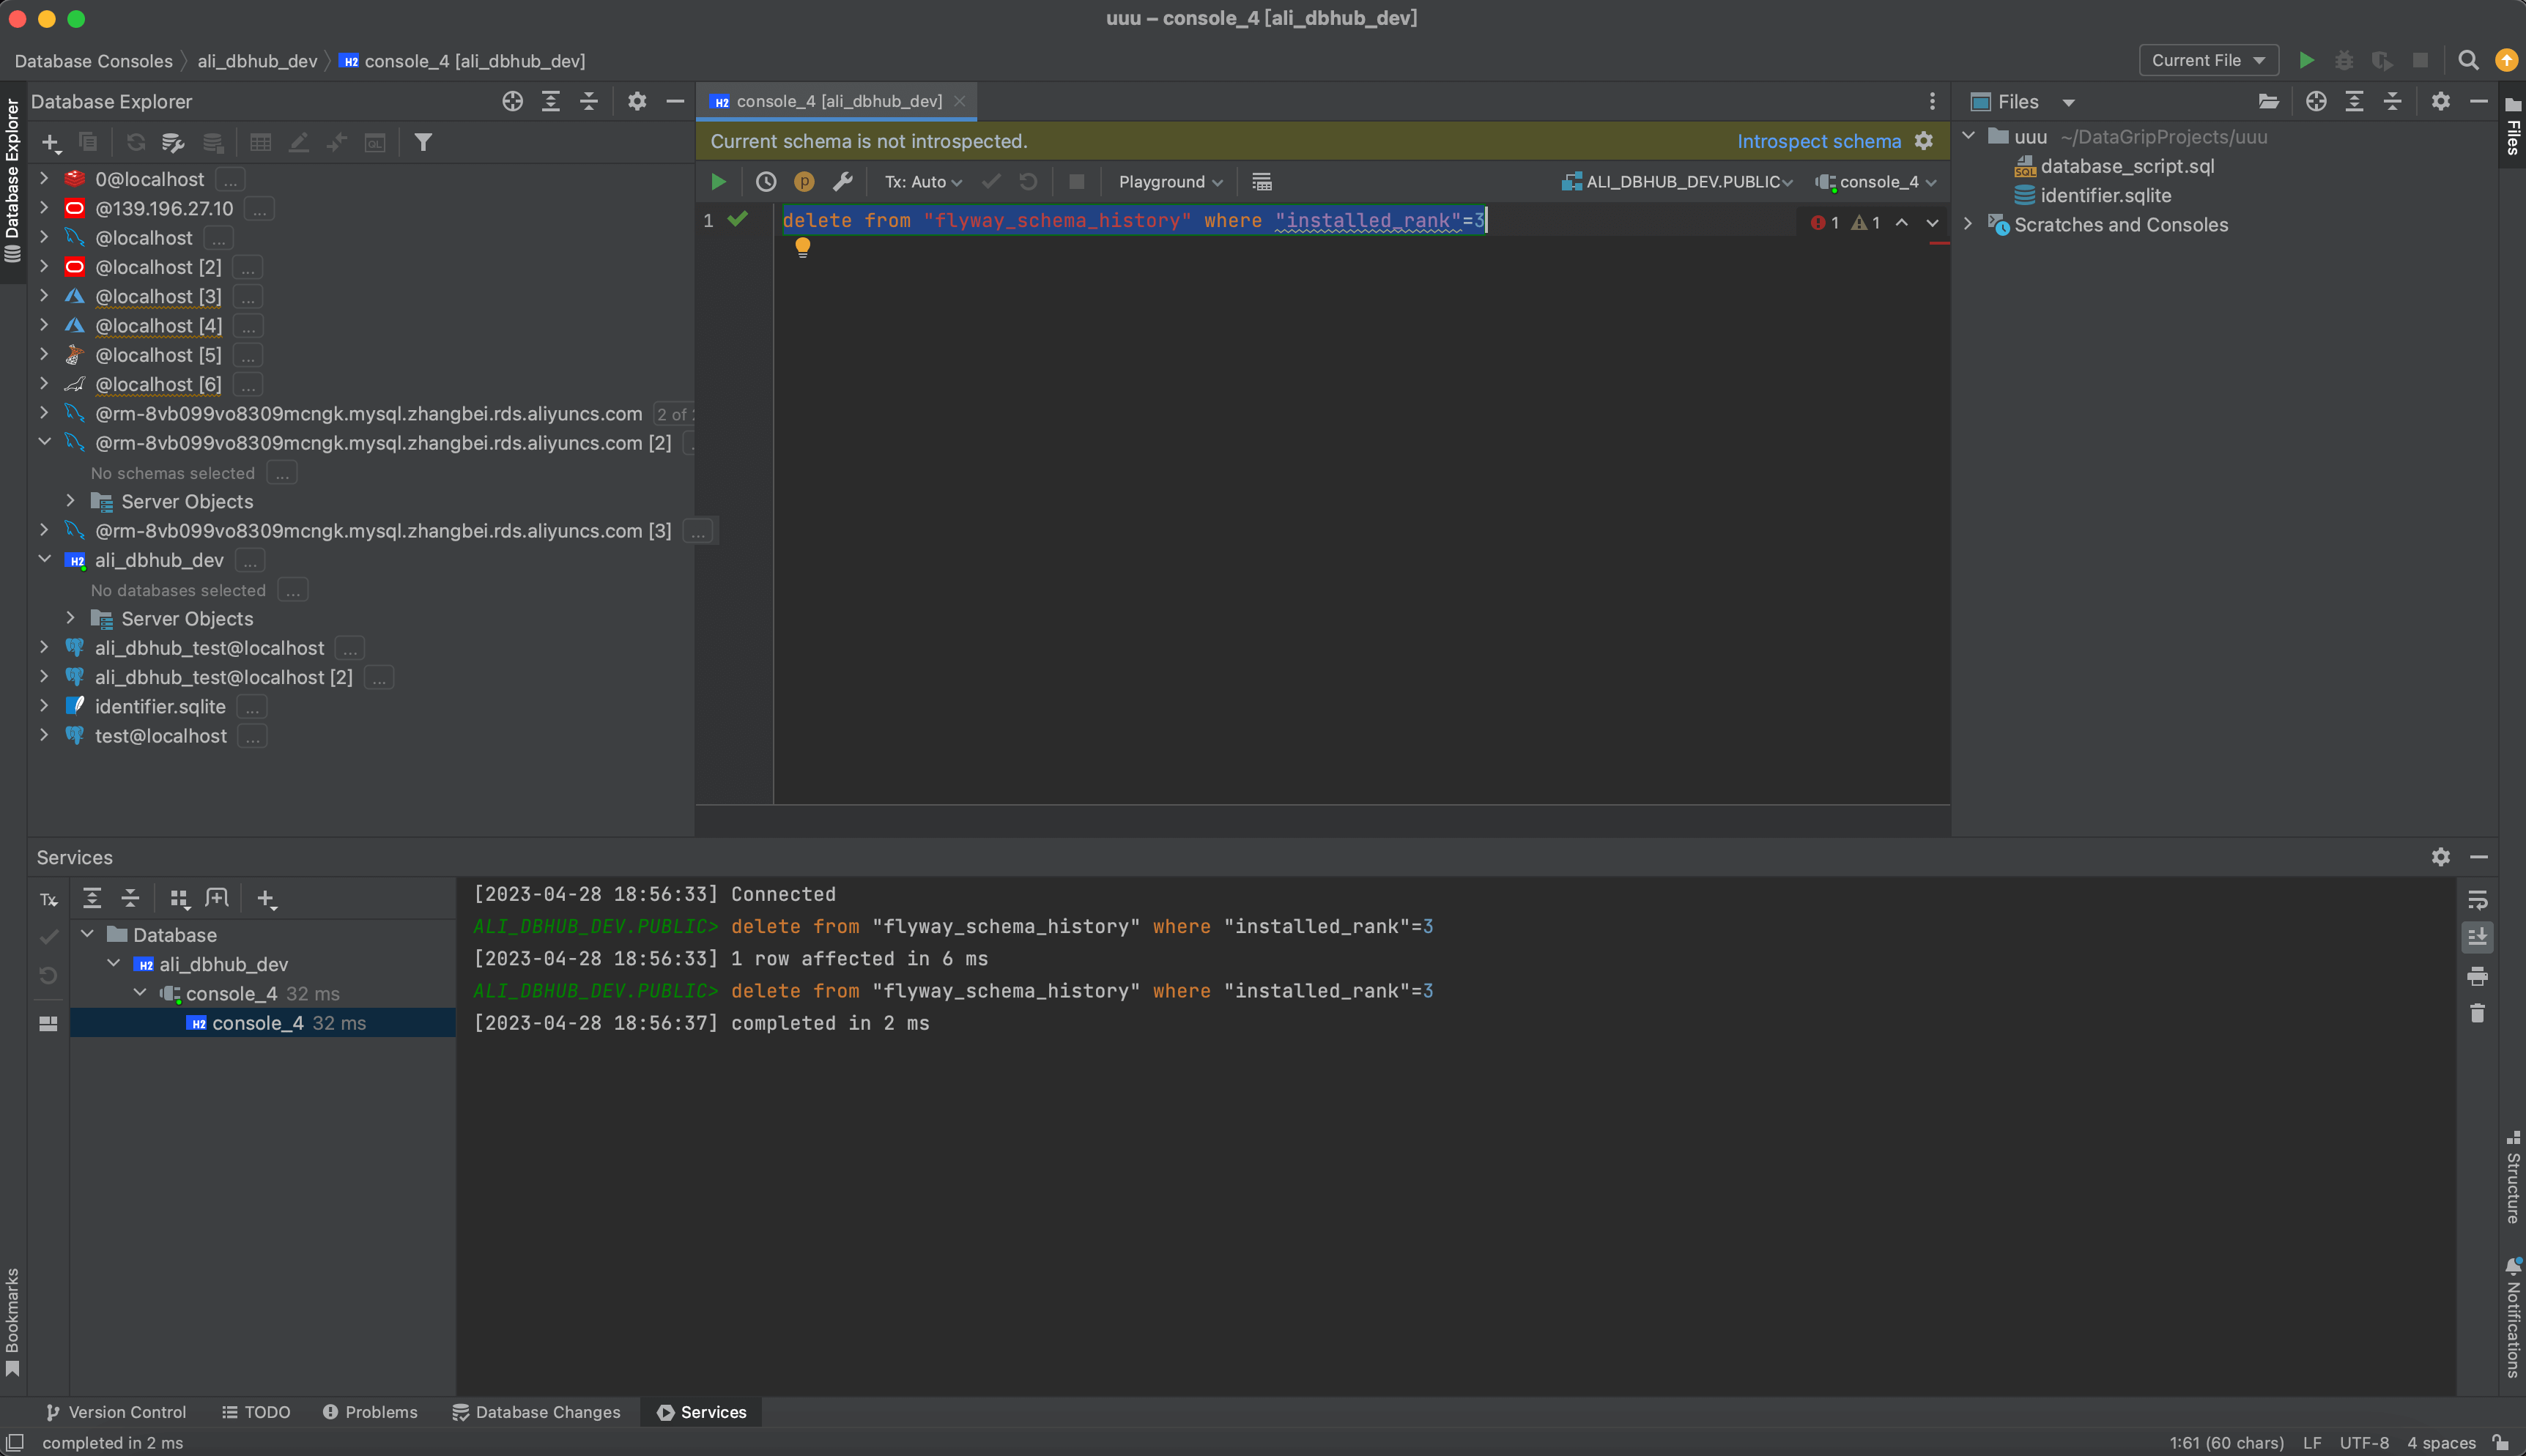 uuu – console_4 [ali_dbhub_dev]
Database Consoles ali_dbhub_dev H2 console_4 [ali_dbhub_dev]
Current File
Database Explorer
Database Explorer
0@localhost ...
@139.196.27.10 ...
@localhost ...
@localhost [2] ...
@localhost [3] ...
@localhost [4] ...
@localhost [5] ...
@localhost [6] ...
@rm-8vb099vo8309mcngk.mysql.zhangbei.rds.aliyuncs.com 2 of
@rm-8vb099vo8309mcngk.mysql.zhangbei.rds.aliyuncs.com [2]
No schemas selected ...
Server Objects
@rm-8vb099vo8309mcngk.mysql.zhangbei.rds.aliyuncs.com [3] ...
H2 ali_dbhub_dev ...
No databases selected ...
Server Objects
ali_dbhub_test@localhost ...
ali_dbhub_test@localhost [2] ...
identifier.sqlite ...
test@localhost ...
H2 console_4 [ali_dbhub_dev]
Current schema is not introspected. Introspect schema
Tx: Auto Playground ALI_DBHUB_DEV.PUBLIC console_4
1 delete from "flyway_schema_history" where "installed_rank"=3 1 1
Files
uuu ~/DataGripProjects/uuu
SQL database_script.sql
identifier.sqlite
Scratches and Consoles
Files
Services
Tx
Database
H2 ali_dbhub_dev
console_4 32 ms
H2 console_4 32 ms
[2023-04-28 18:56:33] Connected
ALI_DBHUB_DEV.PUBLIC> delete from "flyway_schema_history" where "installed_rank"=3
[2023-04-28 18:56:33] 1 row affected in 6 ms
ALI_DBHUB_DEV.PUBLIC> delete from "flyway_schema_history" where "installed_rank"=3
[2023-04-28 18:56:37] completed in 2 ms
Structure
Notifications
Bookmarks
Version Control TODO Problems Database Changes Services
completed in 2 ms 1:61 (60 chars) LF UTF-8 4 spaces